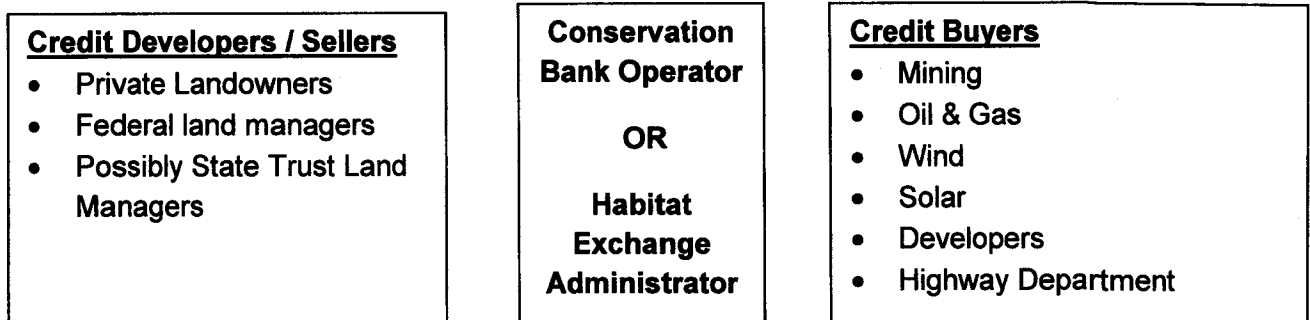 Credit Developers / Sellers
• Private Landowners
• Federal land managers
• Possibly State Trust Land
Managers
Conservation
Bank Operator
OR
Habitat
Exchange
Administrator
Credit Buyers
• Mining
• Oil & Gas
• Wind
• Solar
• Developers
• Highway Department